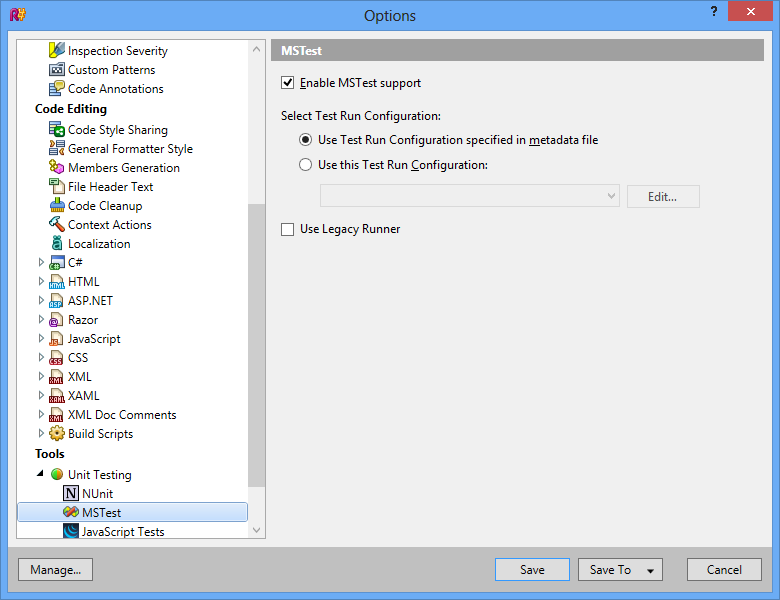 Options
?
Inspection Severity
Custom Patterns
Code Annotations
Code Editing
Code Style Sharing
General Formatter Style
Members Generation
File Header Text
Code Cleanup
Context Actions
Localization
C#
HTML
ASP.NET
Razor
JavaScript
CSS
XML
XAML
XML Doc Comments
Build Scripts
Tools
Unit Testing
N NUnit
MSTest
JavaScript Tests
MSTest
Enable MSTest support
Select Test Run Configuration:
Use Test Run Configuration specified in metadata file
Use this Test Run Configuration:
Edit...
Use Legacy Runner
Manage...
Save
Save To
Cancel